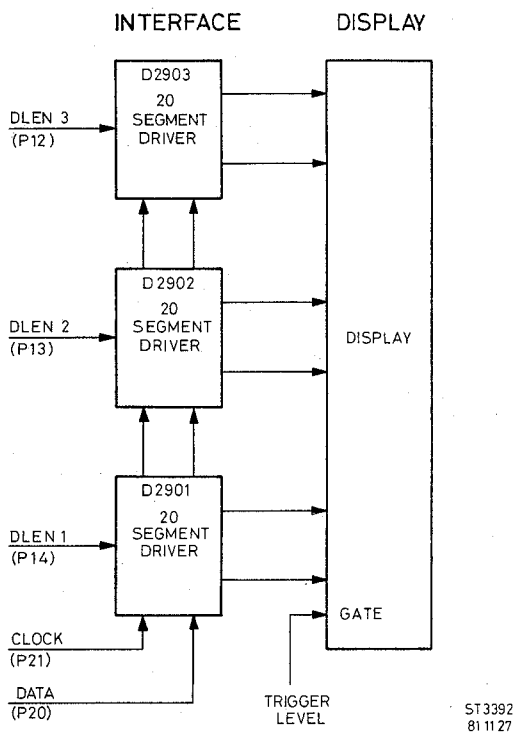 INTERFACE
DISPLAY
D2903
20
SEGMENT
DRIVER
DLEN 3
(P12)
D2902
20
SEGMENT
DRIVER
DLEN 2
(P13)
DISPLAY
D2901
20
SEGMENT
DRIVER
DLEN 1
(P14)
GATE
CLOCK
(P21)
DATA
(P20)
TRIGGER
LEVEL
ST3392
81 11 27